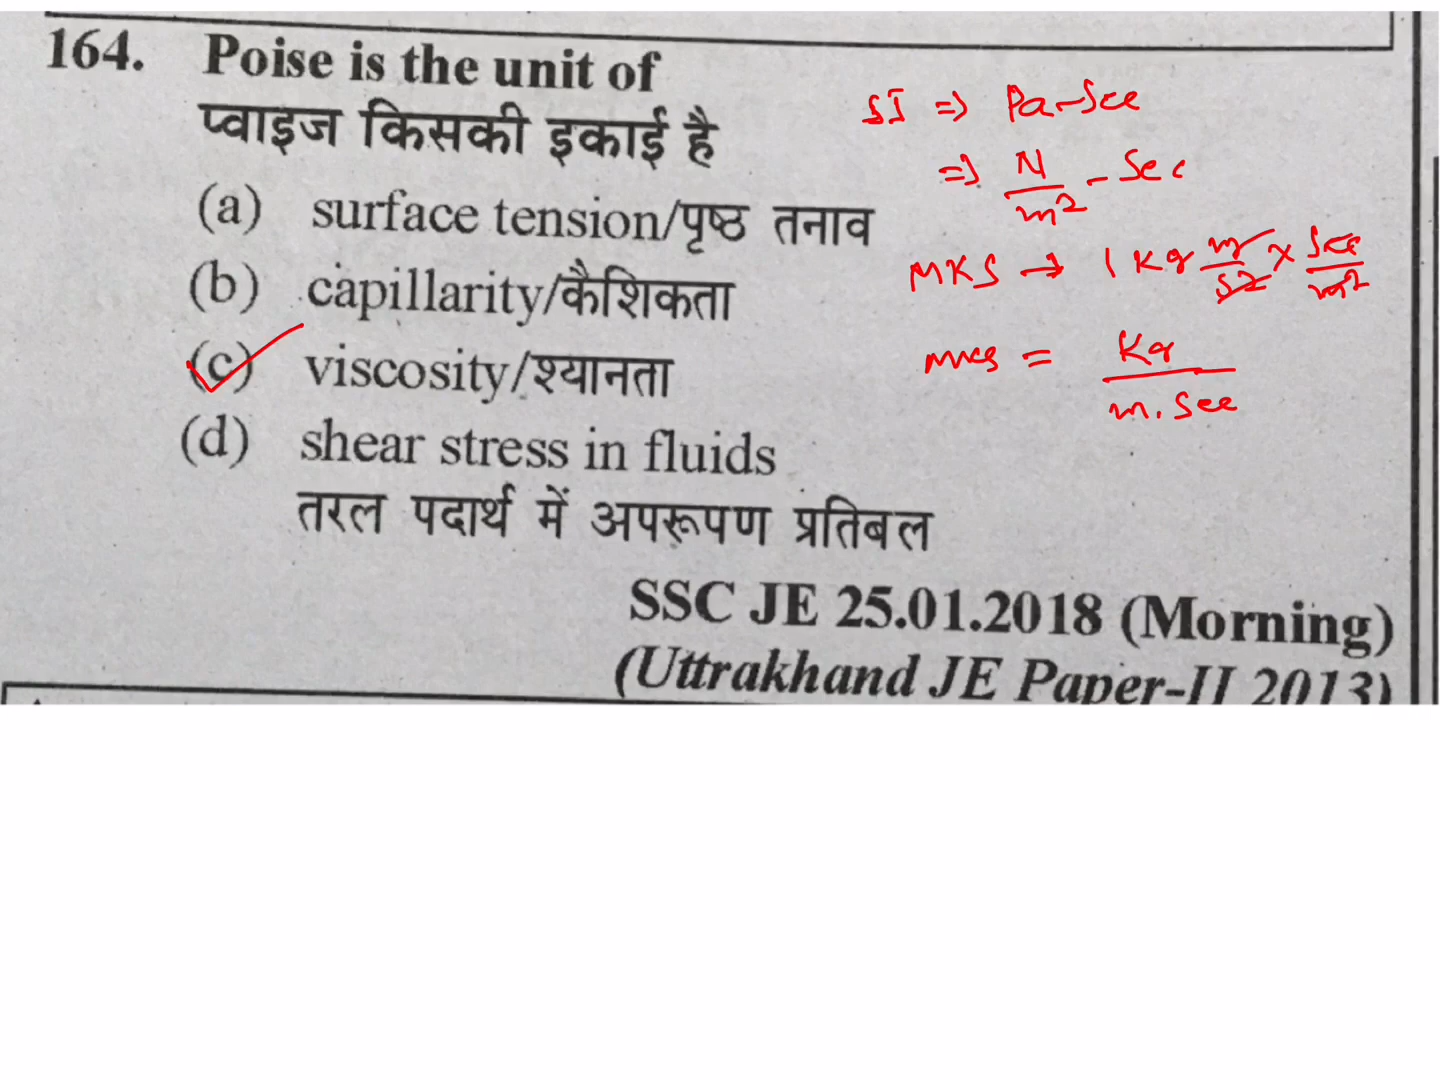 164. Poise is the unit of
प्वाइज किसकी इकाई है
(a) surface tension/पृष्ठ तनाव
(b) capillarity/कैशिकता
(c) viscosity/श्यानता
(d) shear stress in fluids
तरल पदार्थ में अपरूपण प्रतिबल
SSC JE 25.01.2018 (Morning)
(Uttrakhand JE Paper-II 2013)
SI => Pa-Sec
=> N/m² - Sec
MKS → 1 Kg m/s² × Sec/m²
MKS = Kg/m. Sec